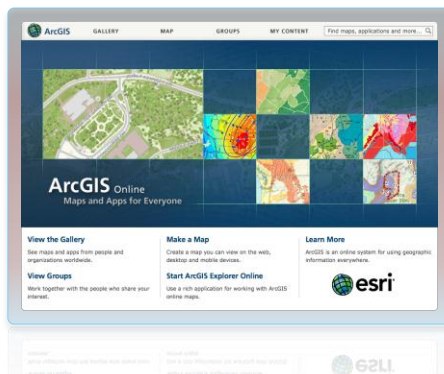 ArcGIS GALLERY MAP GROUPS MY CONTENT Find maps, applications and more...
ArcGIS Online
Maps and Apps for Everyone
View the Gallery
See maps and apps from people and
organizations worldwide.
View Groups
Work together with the people who share your
interest.
Make a Map
Create a map you can view on the web,
desktop and mobile devices.
Start ArcGIS Explorer Online
Use a rich application for working with ArcGIS
online maps.
Learn More
ArcGIS is an online system for using geographic
information everywhere.
esri